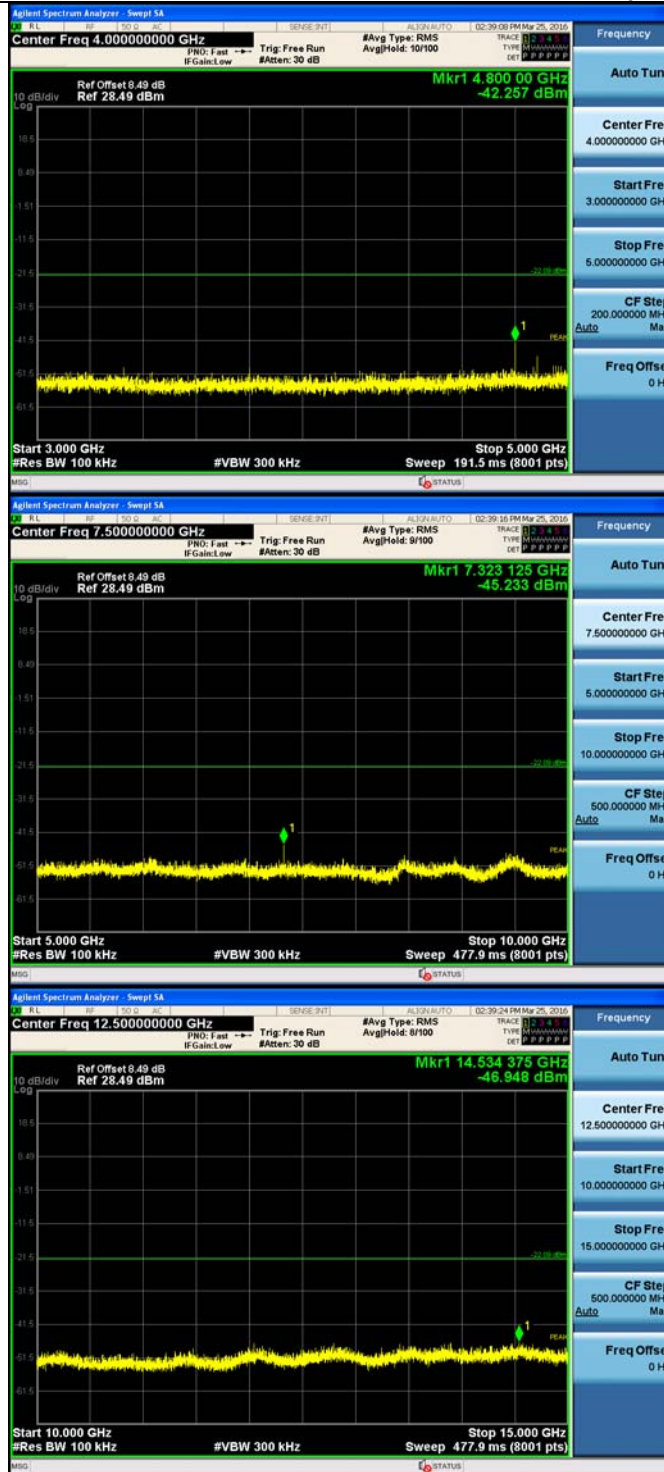 Agilent Spectrum Analyzer - Swept SA
RL RF 50 Ω AC SENSE:INT ALIGN AUTO 02:39:08 PM Mar 25, 2016
Center Freq 4.000000000 GHz
PNO: Fast
IFGain:Low
Trig: Free Run
#Atten: 30 dB
#Avg Type: RMS
Avg|Hold: 10/100
TRACE 1 2 3 4 5 6
TYPE
DET P P P P P P
Frequency
Auto Tun
Mkr1 4.800 00 GHz
-42.257 dBm
Ref Offset 8.49 dB
10 dB/div Ref 28.49 dBm
Log
Center Fre
4.000000000 GH
18.5
8.49
-1.51
-11.5
-21.5
-31.5
-41.5
-51.5
-61.5
-22.09 dBm
1
PEAK
Start Fre
3.000000000 GH
Stop Fre
5.000000000 GH
CF Ste
200.000000 MH
Auto Ma
Freq Offse
0 H
Start 3.000 GHz Stop 5.000 GHz
#Res BW 100 kHz #VBW 300 kHz Sweep 191.5 ms (8001 pts)
MSG STATUS
Agilent Spectrum Analyzer - Swept SA
RL RF 50 Ω AC SENSE:INT ALIGN AUTO 02:39:16 PM Mar 25, 2016
Center Freq 7.500000000 GHz
PNO: Fast
IFGain:Low
Trig: Free Run
#Atten: 30 dB
#Avg Type: RMS
Avg|Hold: 9/100
TRACE 1 2 3 4 5 6
TYPE
DET P P P P P P
Frequency
Auto Tun
Mkr1 7.323 125 GHz
-45.233 dBm
Ref Offset 8.49 dB
10 dB/div Ref 28.49 dBm
Log
Center Fre
7.500000000 GH
18.5
8.49
-1.51
-11.5
-21.5
-31.5
-41.5
-51.5
-61.5
-22.09 dBm
1
PEAK
Start Fre
5.000000000 GH
Stop Fre
10.000000000 GH
CF Ste
500.000000 MH
Auto Ma
Freq Offse
0 H
Start 5.000 GHz Stop 10.000 GHz
#Res BW 100 kHz #VBW 300 kHz Sweep 477.9 ms (8001 pts)
MSG STATUS
Agilent Spectrum Analyzer - Swept SA
RL RF 50 Ω AC SENSE:INT ALIGN AUTO 02:39:24 PM Mar 25, 2016
Center Freq 12.500000000 GHz
PNO: Fast
IFGain:Low
Trig: Free Run
#Atten: 30 dB
#Avg Type: RMS
Avg|Hold: 8/100
TRACE 1 2 3 4 5 6
TYPE
DET P P P P P P
Frequency
Auto Tun
Mkr1 14.534 375 GHz
-46.948 dBm
Ref Offset 8.49 dB
10 dB/div Ref 28.49 dBm
Log
Center Fre
12.500000000 GH
18.5
8.49
-1.51
-11.5
-21.5
-31.5
-41.5
-51.5
-61.5
-22.09 dBm
1
PEAK
Start Fre
10.000000000 GH
Stop Fre
15.000000000 GH
CF Ste
500.000000 MH
Auto Ma
Freq Offse
0 H
Start 10.000 GHz Stop 15.000 GHz
#Res BW 100 kHz #VBW 300 kHz Sweep 477.9 ms (8001 pts)
MSG STATUS